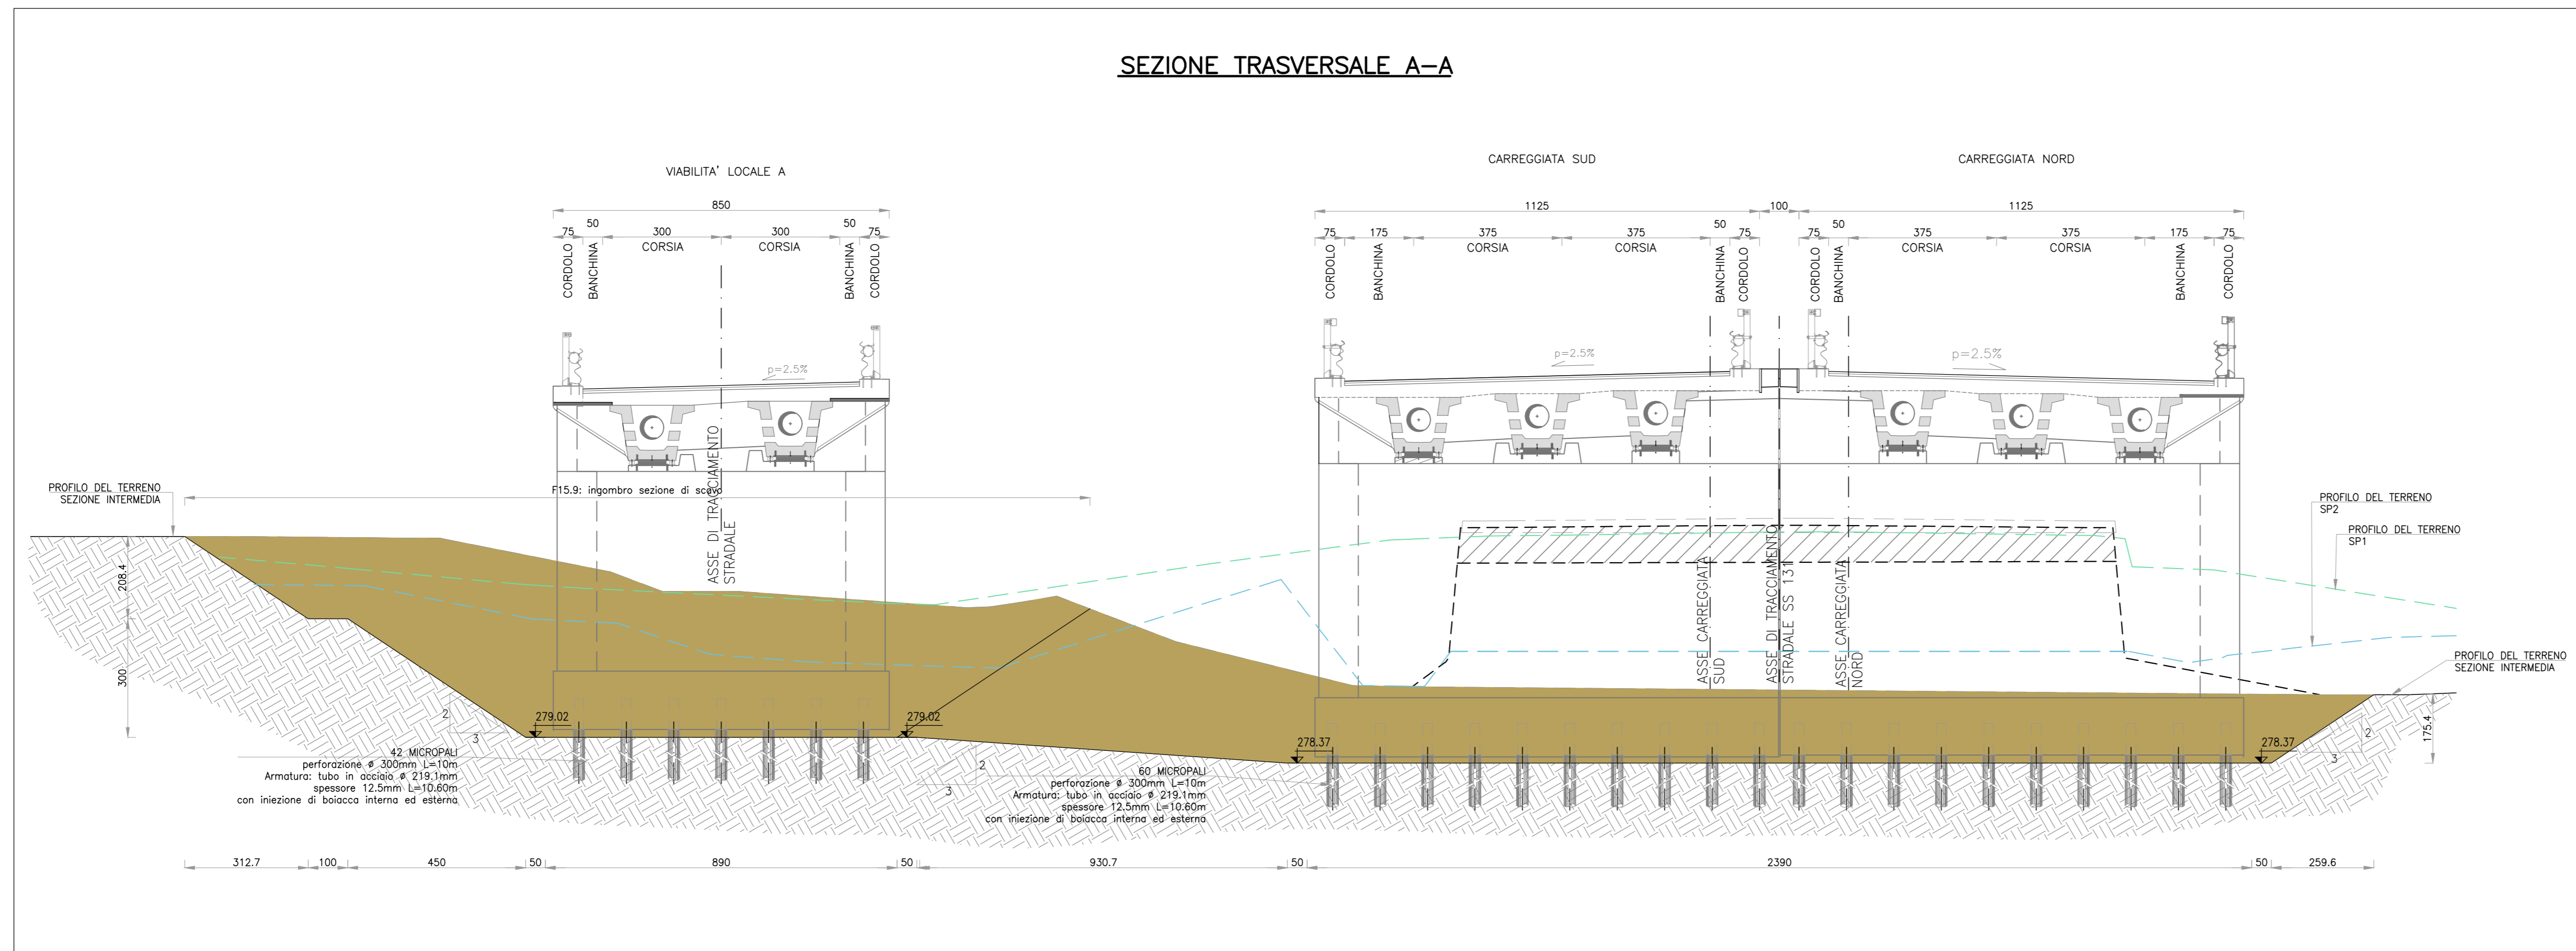 SEZIONE TRASVERSALE A-A
VIABILITA' LOCALE A
CARREGGIATA SUD
CARREGGIATA NORD
850
50
50
75
300
300
75
CORDOLO
BANCHINA
CORSIA
CORSIA
BANCHINA
CORDOLO
1125
100
1125
50
50
75
175
375
375
75
75
375
375
175
75
CORDOLO
BANCHINA
CORSIA
CORSIA
BANCHINA
CORDOLO
CORDOLO
BANCHINA
CORSIA
CORSIA
BANCHINA
CORDOLO
p=2.5%
p=2.5%
p=2.5%
ASSE DI TRACCIAMENTO
STRADALE
PROFILO DEL TERRENO
SEZIONE INTERMEDIA
F15.9: ingombro sezione di scavo
PROFILO DEL TERRENO
SP2
PROFILO DEL TERRENO
SP1
PROFILO DEL TERRENO
SEZIONE INTERMEDIA
ASSE CARREGGIATA
SUD
ASSE DI TRACCIAMENTO
STRADALE SS 131
ASSE CARREGGIATA
NORD
208.4
300
175.4
2
3
279.02
279.02
278.37
278.37
2
3
2
3
42 MICROPALI
perforazione ø 300mm L=10m
Armatura: tubo in acciaio ø 219.1mm
spessore 12.5mm L=10.60m
con iniezione di boiacca interna ed esterna
60 MICROPALI
perforazione ø 300mm L=10m
Armatura: tubo in acciaio ø 219.1mm
spessore 12.5mm L=10.60m
con iniezione di boiacca interna ed esterna
312.7
100
450
50
890
50
930.7
50
2390
50
259.6